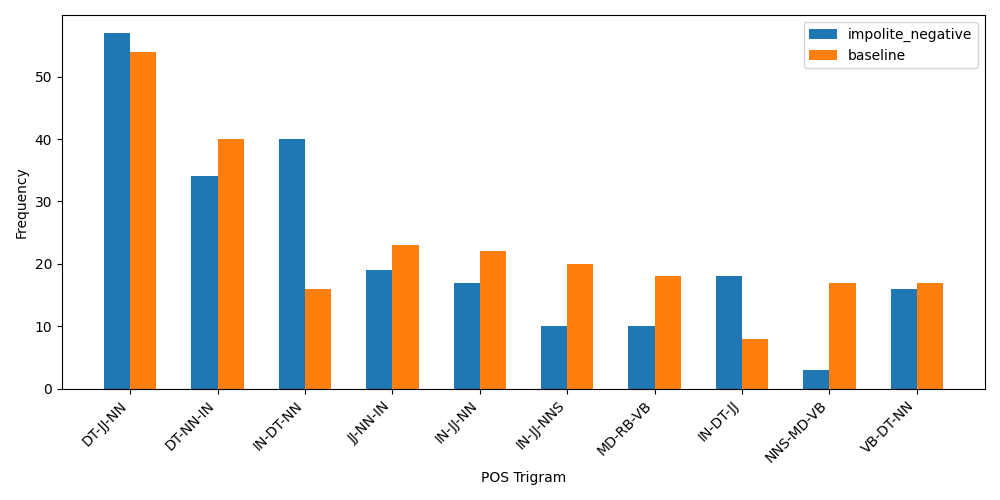 impolite_negative
baseline
Frequency
50
40
30
20
10
0
DT-JJ-NN
DT-NN-IN
IN-DT-NN
JJ-NN-IN
IN-JJ-NN
IN-JJ-NNS
MD-RB-VB
IN-DT-JJ
NNS-MD-VB
VB-DT-NN
POS Trigram